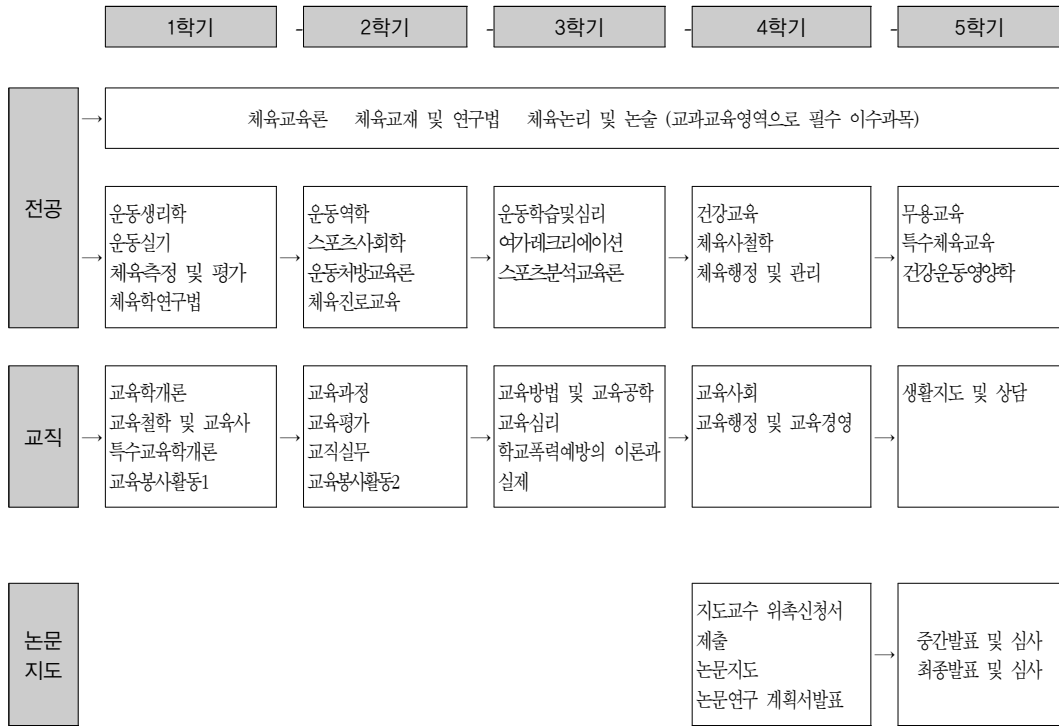 1학기 - 2학기 - 3학기 - 4학기 - 5학기
전공
→ 체육교육론 체육교재 및 연구법 체육논리 및 논술 (교과교육영역으로 필수 이수과목)
→
운동생리학
운동실기
체육측정 및 평가
체육학연구법
→
운동역학
스포츠사회학
운동처방교육론
체육진로교육
→
운동학습및심리
여가레크리에이션
스포츠분석교육론
→
건강교육
체육사철학
체육행정 및 관리
→
무용교육
특수체육교육
건강운동영양학
교직
→
교육학개론
교육철학 및 교육사
특수교육학개론
교육봉사활동1
→
교육과정
교육평가
교직실무
교육봉사활동2
→
교육방법 및 교육공학
교육심리
학교폭력예방의 이론과
실제
→
교육사회
교육행정 및 교육경영
→
생활지도 및 상담
논문
지도
지도교수 위촉신청서
제출
논문지도
논문연구 계획서발표
→
중간발표 및 심사
최종발표 및 심사